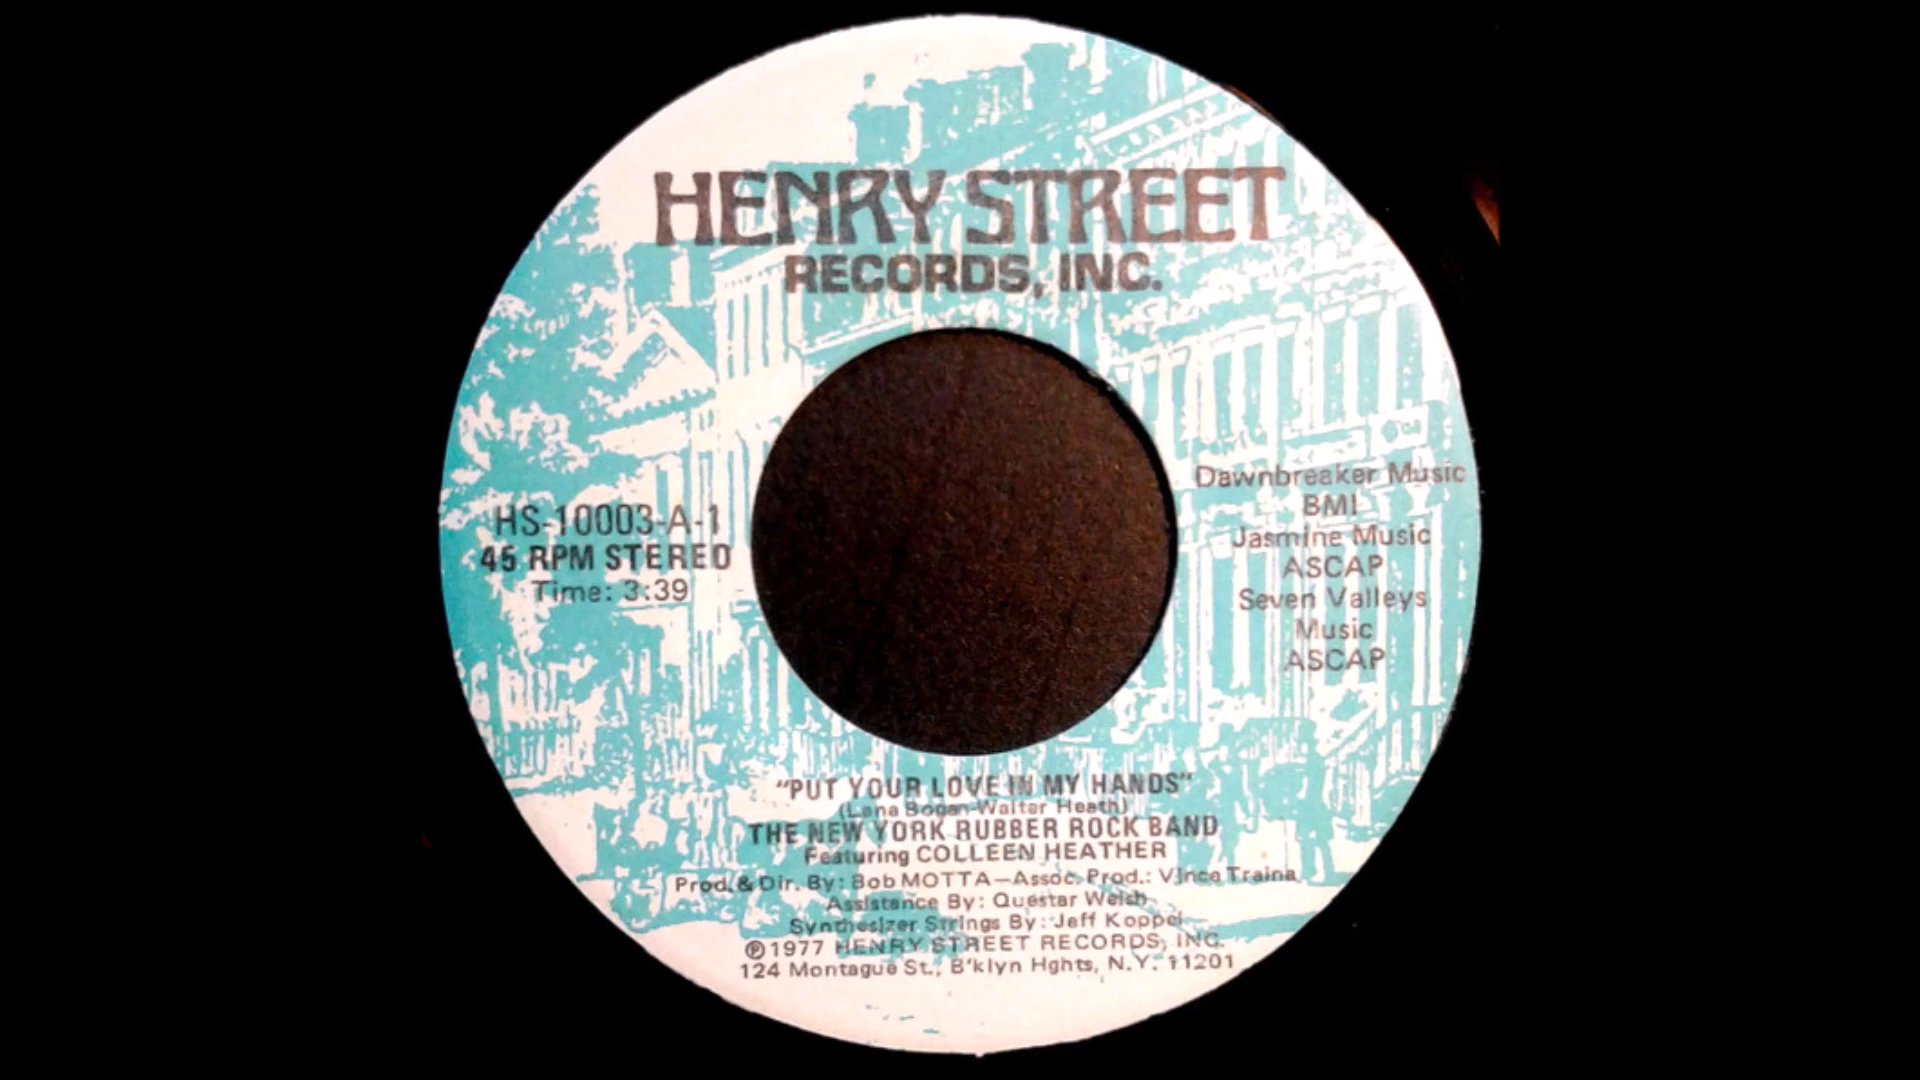 HENRY STREET
RECORDS, INC.
HS-10003-A-1
45 RPM STEREO
Time: 3:39
Dawnbreaker Music
BMI
Jasmine Music
ASCAP
Seven Valleys
Music
ASCAP
"PUT YOUR LOVE IN MY HANDS"
(Lana Bogan-Walter Heath)
THE NEW YORK RUBBER ROCK BAND
Featuring COLLEEN HEATHER
Prod. & Dir. By: Bob MOTTA—Assoc. Prod.: Vince Traina
Assistance By: Questar Welsh
Synthesizer Strings By: Jeff Koppel
℗1977 HENRY STREET RECORDS, INC.
124 Montague St., B'klyn Hghts, N.Y. 11201